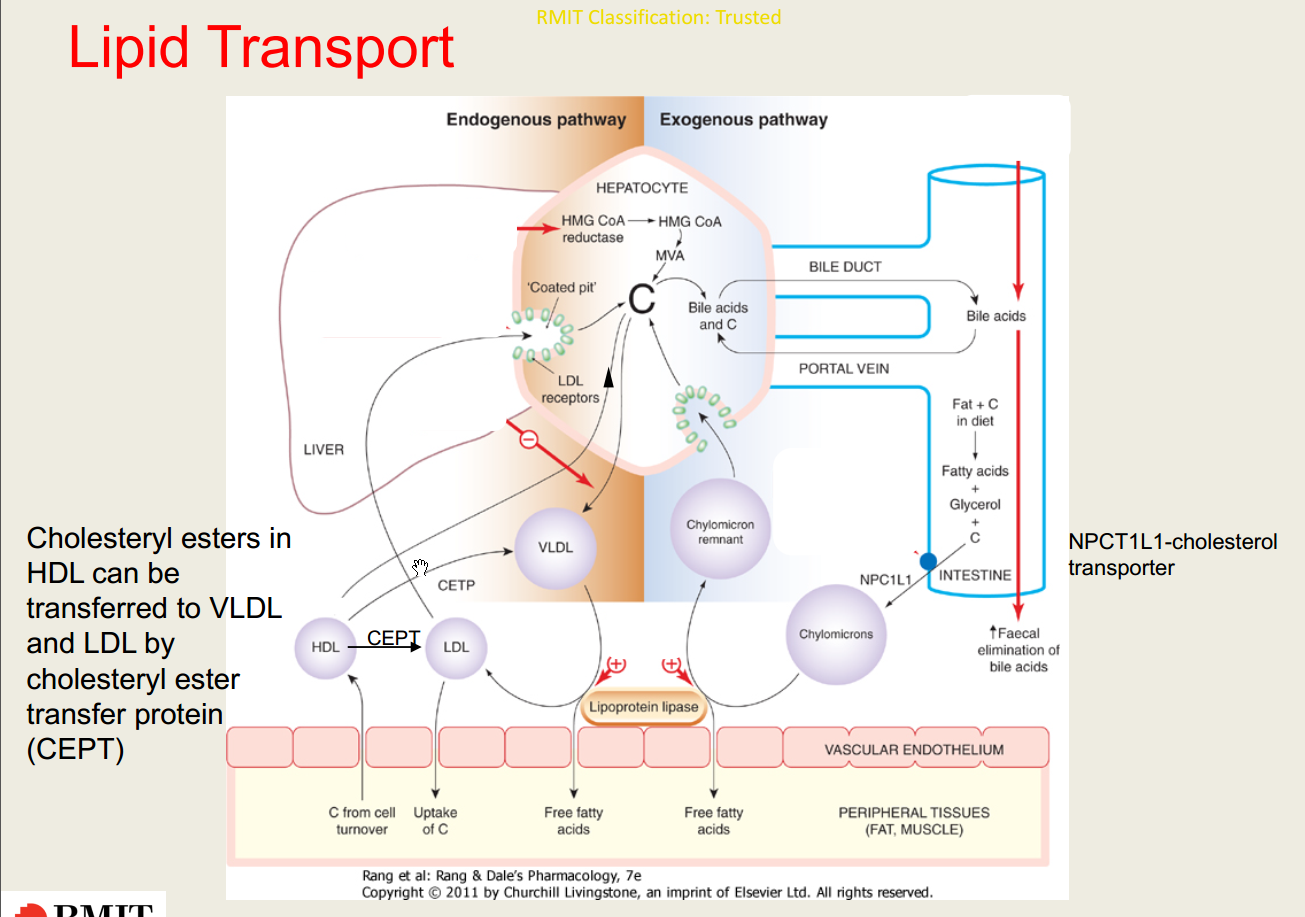 RMIT Classification: Trusted
Lipid Transport
Endogenous pathway
Exogenous pathway
HEPATOCYTE
HMG CoA
reductase
HMG CoA
MVA
'Coated pit'
C
Bile acids
and C
LDL
receptors
LIVER
BILE DUCT
Bile acids
PORTAL VEIN
Fat + C
in diet
Fatty acids
+
Glycerol
+
C
NPC1L1
INTESTINE
NPCT1L1-cholesterol
transporter
Cholesteryl esters in
HDL can be
transferred to VLDL
and LDL by
cholesteryl ester
transfer protein
(CEPT)
VLDL
Chylomicron
remnant
CETP
HDL
CEPT
LDL
Chylomicrons
↑Faecal
elimination of
bile acids
−
(+)
(+)
Lipoprotein lipase
VASCULAR ENDOTHELIUM
C from cell
turnover
Uptake
of C
Free fatty
acids
Free fatty
acids
PERIPHERAL TISSUES
(FAT, MUSCLE)
Rang et al: Rang & Dale's Pharmacology, 7e
Copyright © 2011 by Churchill Livingstone, an imprint of Elsevier Ltd. All rights reserved.
RMIT